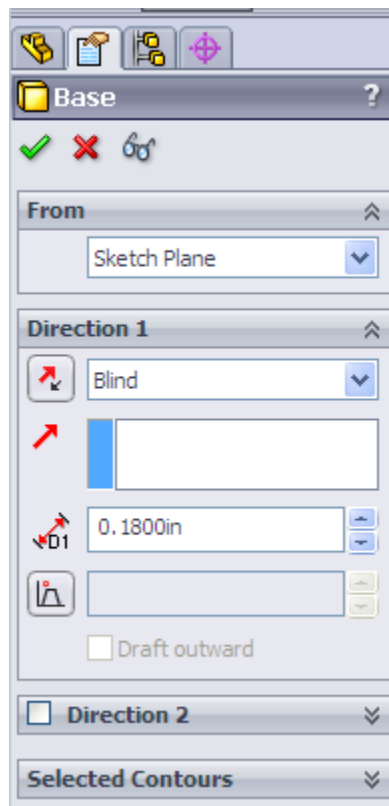 Base ?
From
Sketch Plane
Direction 1
Blind
D1 0.1800in
Draft outward
Direction 2
Selected Contours